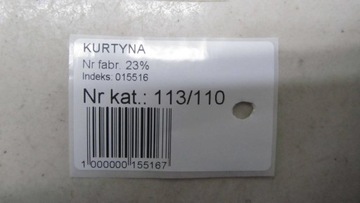 KURTYNA
Nr fabr. 23%
Indeks: 015516
Nr kat.: 113/110
1 000000 155167